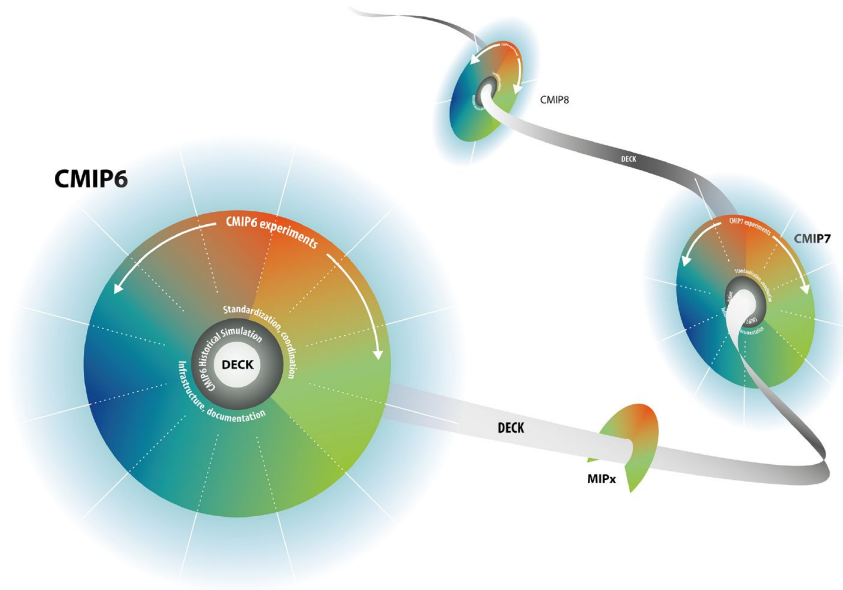 CMIP6
CMIP6 experiments
Standardization, coordination
CMIP6 Historical Simulation
DECK
Infrastructure, documentation
DECK
MIPx
CMIP7
CMIP7 experiments
DECK
CMIP8